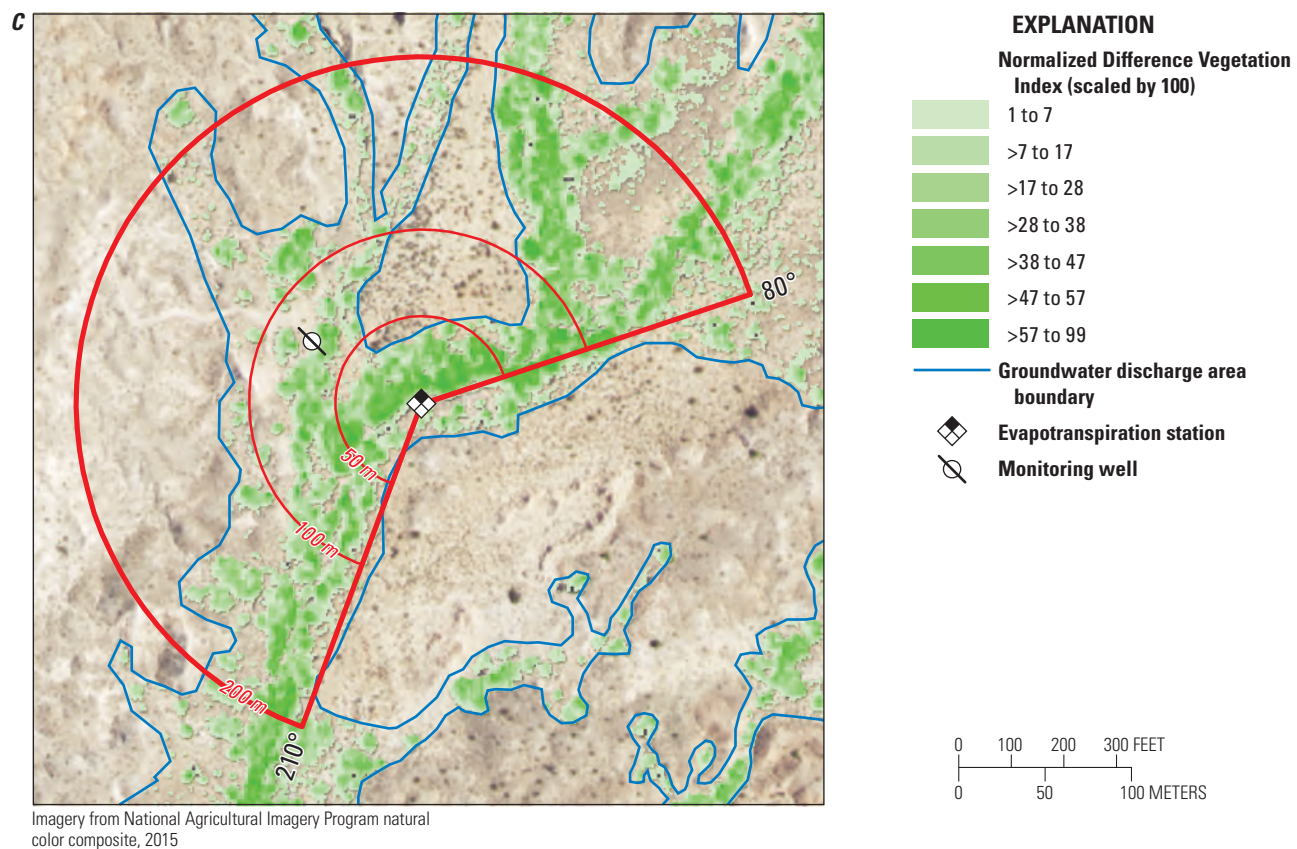 C
80°
50 m
100 m
200 m
210°
Imagery from National Agricultural Imagery Program natural
color composite, 2015
EXPLANATION
Normalized Difference Vegetation
Index (scaled by 100)
1 to 7
>7 to 17
>17 to 28
>28 to 38
>38 to 47
>47 to 57
>57 to 99
Groundwater discharge area
boundary
Evapotranspiration station
Monitoring well
0 100 200 300 FEET
0 50 100 METERS